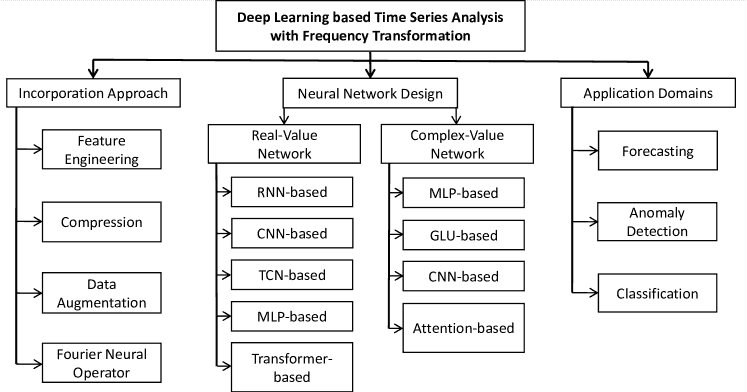 Deep Learning based Time Series Analysis
with Frequency Transformation
Incorporation Approach
Feature
Engineering
Compression
Data
Augmentation
Fourier Neural
Operator
Neural Network Design
Real-Value
Network
RNN-based
CNN-based
TCN-based
MLP-based
Transformer-
based
Complex-Value
Network
MLP-based
GLU-based
CNN-based
Attention-based
Application Domains
Forecasting
Anomaly
Detection
Classification